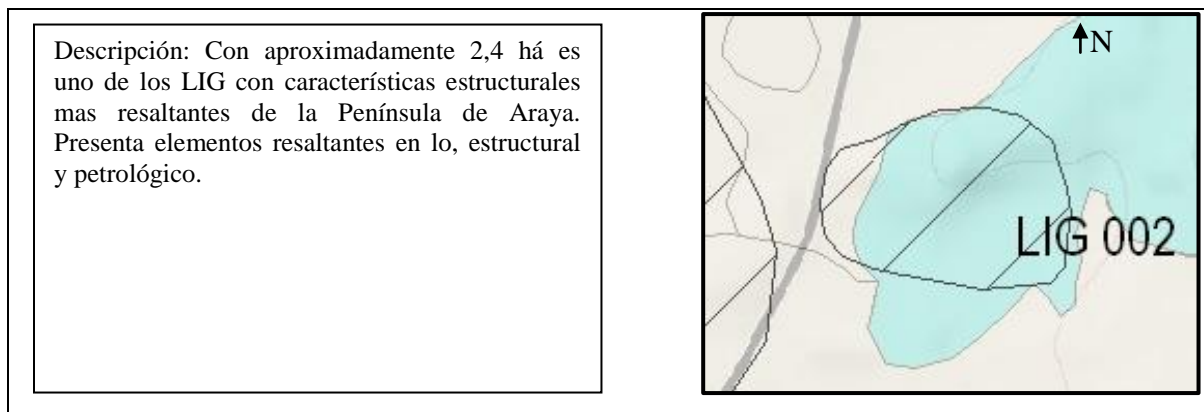 Descripción: Con aproximadamente 2,4 há es
uno de los LIG con características estructurales
mas resaltantes de la Península de Araya.
Presenta elementos resaltantes en lo, estructural
y petrológico.
N
LIG 002